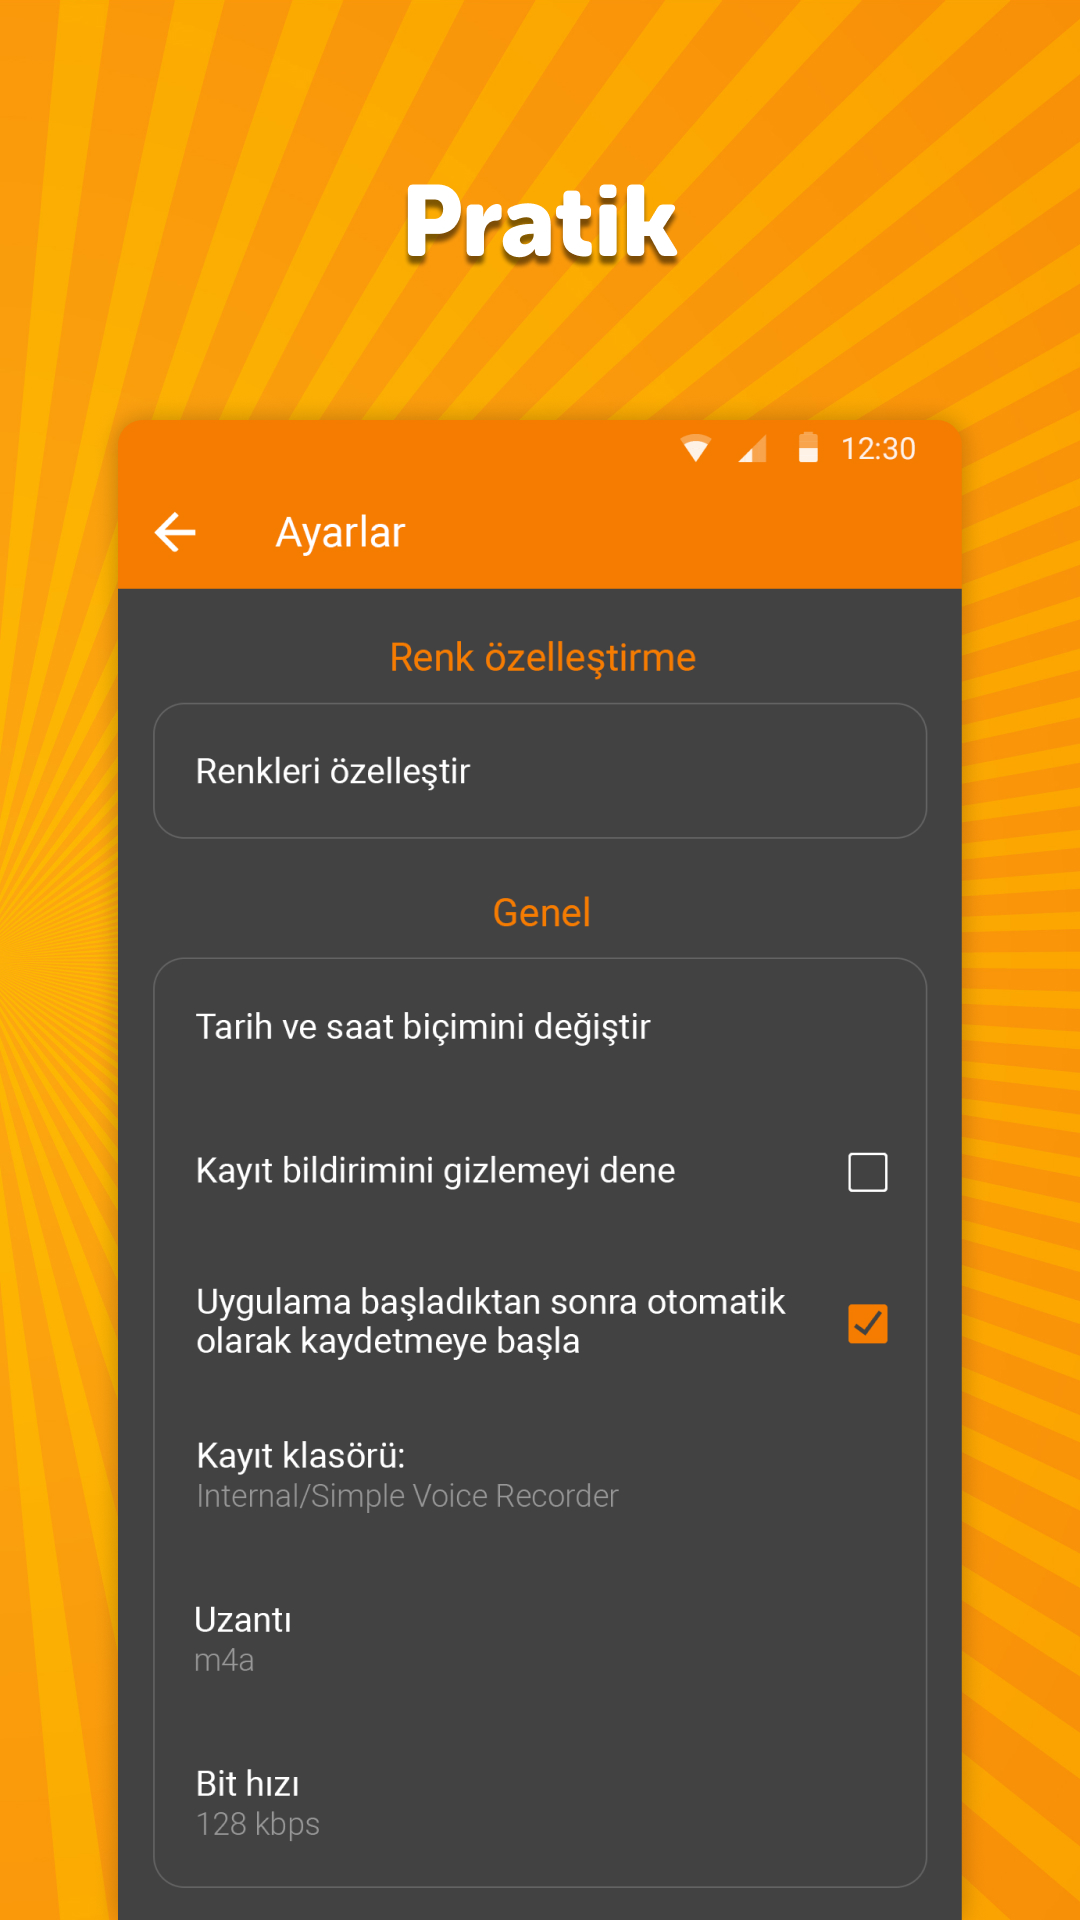 Pratik
12:30
Ayarlar
Renk özelleştirme
Renkleri özelleştir
Genel
Tarih ve saat biçimini değiştir
Kayıt bildirimini gizlemeyi dene
Uygulama başladıktan sonra otomatik
olarak kaydetmeye başla
Kayıt klasörü:
Internal/Simple Voice Recorder
Uzantı
m4a
Bit hızı
128 kbps